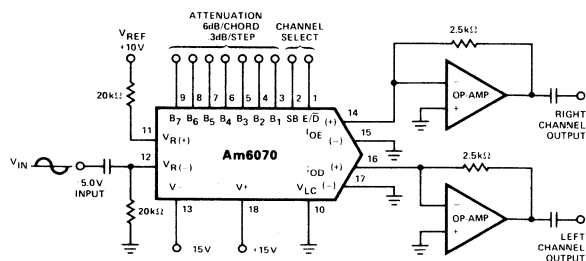 ATTENUATION
6dB/CHORD
.3dB/STEP
CHANNEL
SELECT
VREF
+10V
20kΩ
9 8 7 6 5 4 3 2 1
B7 B6 B5 B4 B3 B2 B1 SB E/D̅ (+)
14
IOE
15
(-)
11
VR(+)
Am6070
12
VR(-)
VIN
5.0V
INPUT
20kΩ
(+)
16
IOD
17
(-)
V- V+ VLC
13 18 10
15V +15V
2.5kΩ
-
OP-AMP
+
RIGHT
CHANNEL
OUTPUT
2.5kΩ
-
OP-AMP
+
LEFT
CHANNEL
OUTPUT